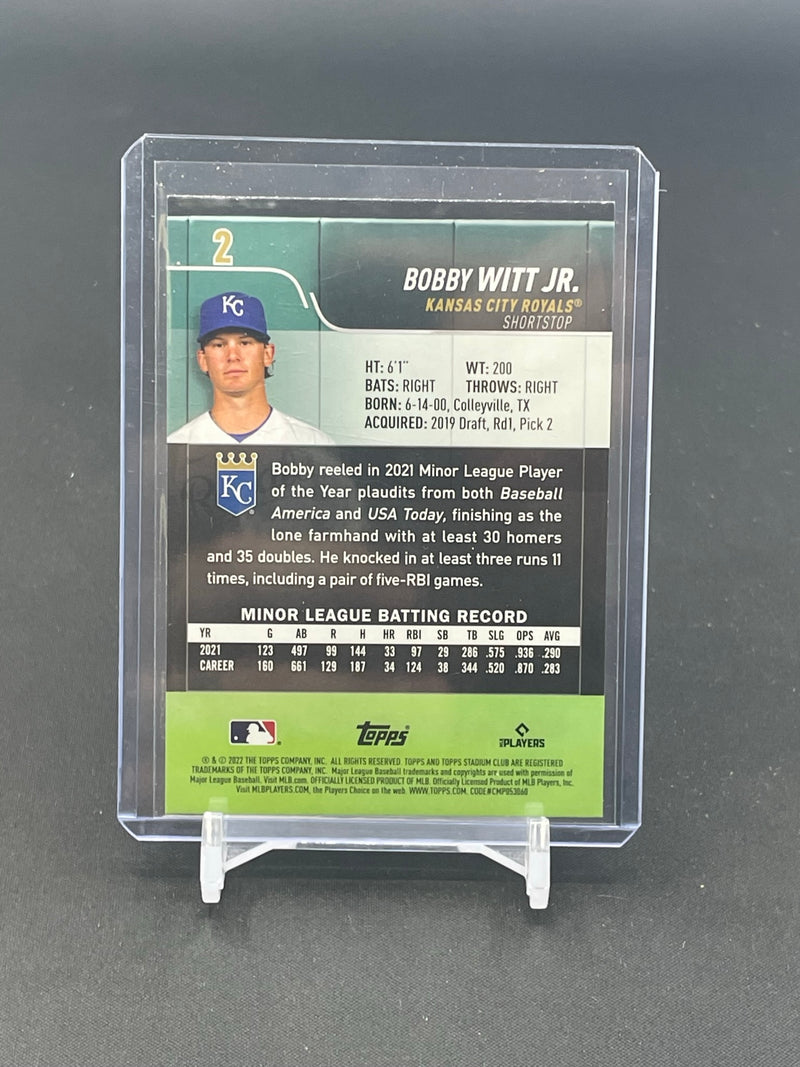 2
BOBBY WITT JR.
KANSAS CITY ROYALS®
SHORTSTOP
KC
HT: 6'1" WT: 200
BATS: RIGHT THROWS: RIGHT
BORN: 6-14-00, Colleyville, TX
ACQUIRED: 2019 Draft, Rd1, Pick 2
KC
Bobby reeled in 2021 Minor League Player
of the Year plaudits from both Baseball
America and USA Today, finishing as the
lone farmhand with at least 30 homers
and 35 doubles. He knocked in at least three runs 11
times, including a pair of five-RBI games.
MINOR LEAGUE BATTING RECORD
YR G AB R H HR RBI SB TB SLG OPS AVG
2021 123 497 99 144 33 97 29 286 .575 .936 .290
CAREER 160 661 129 187 34 124 38 344 .520 .870 .283
Topps® PLAYERS
® & © 2022 THE TOPPS COMPANY, INC. ALL RIGHTS RESERVED. TOPPS AND TOPPS STADIUM CLUB ARE REGISTERED
TRADEMARKS OF THE TOPPS COMPANY, INC. Major League Baseball trademarks and copyrights are used with permission of
Major League Baseball. Visit MLB.com. OFFICIALLY LICENSED PRODUCT OF MLB. Officially Licensed Product of MLB Players, Inc.
Visit MLBPLAYERS.COM, the Players Choice on the web. WWW.TOPPS.COM. CODE#CMP053060